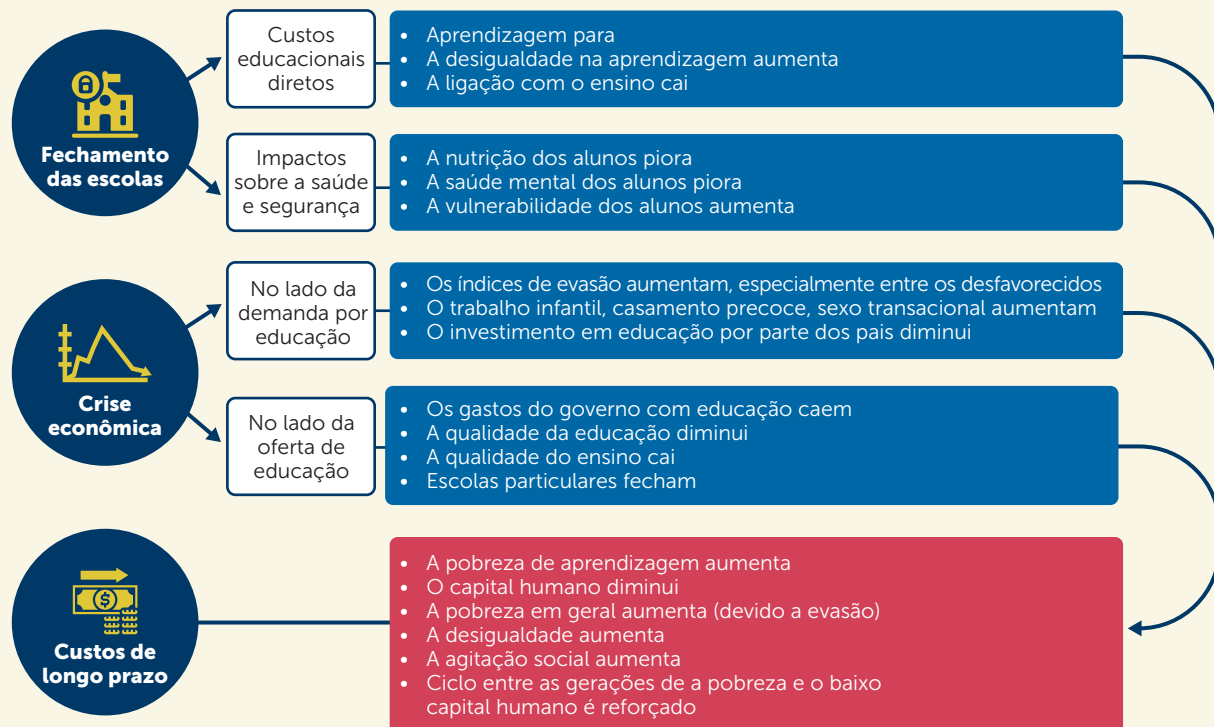 Fechamento
das escolas
Custos
educacionais
diretos
• Aprendizagem para
• A desigualdade na aprendizagem aumenta
• A ligação com o ensino cai
Impactos
sobre a saúde
e segurança
• A nutrição dos alunos piora
• A saúde mental dos alunos piora
• A vulnerabilidade dos alunos aumenta
Crise
econômica
No lado da
demanda por
educação
• Os índices de evasão aumentam, especialmente entre os desfavorecidos
• O trabalho infantil, casamento precoce, sexo transacional aumentam
• O investimento em educação por parte dos pais diminui
No lado da
oferta de
educação
• Os gastos do governo com educação caem
• A qualidade da educação diminui
• A qualidade do ensino cai
• Escolas particulares fecham
$
Custos de
longo prazo
• A pobreza de aprendizagem aumenta
• O capital humano diminui
• A pobreza em geral aumenta (devido a evasão)
• A desigualdade aumenta
• A agitação social aumenta
• Ciclo entre as gerações de a pobreza e o baixo
capital humano é reforçado